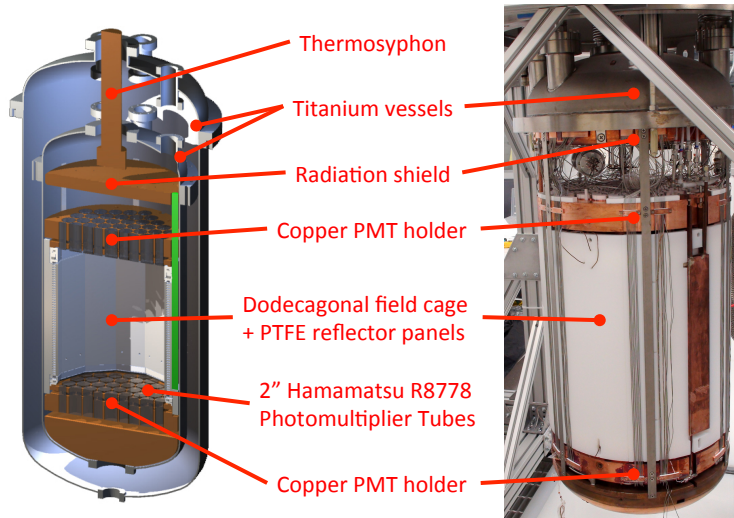 Thermosyphon
Titanium vessels
Radiation shield
Copper PMT holder
Dodecagonal field cage
+ PTFE reflector panels
2” Hamamatsu R8778
Photomultiplier Tubes
Copper PMT holder